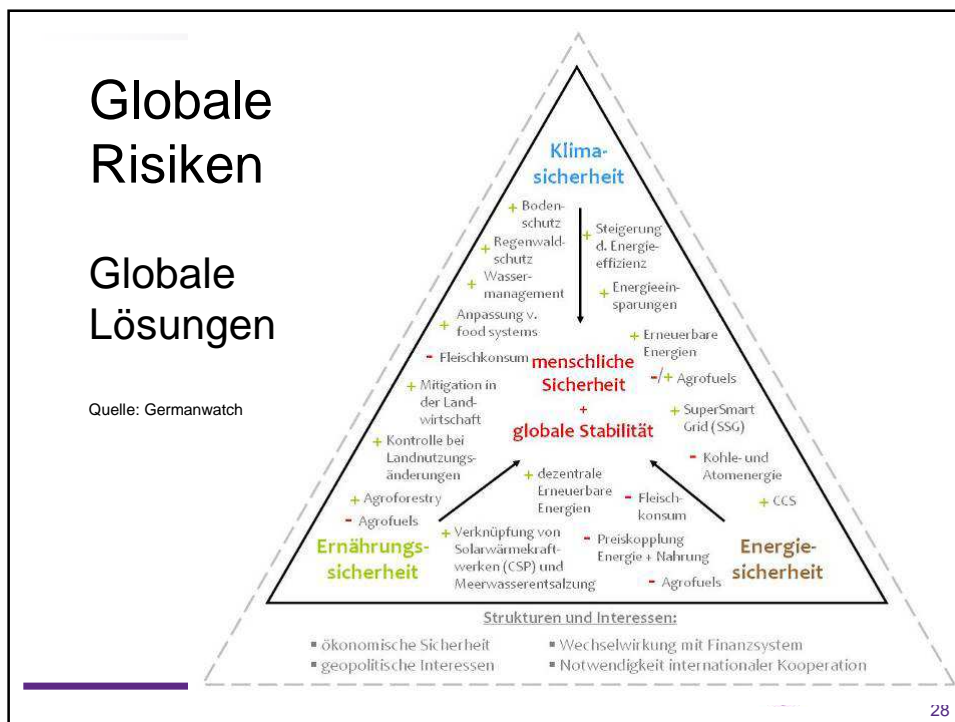 Globale
Risiken
Globale
Lösungen
Quelle: Germanwatch
Klima-
sicherheit
+ Boden-
schutz
+ Regenwald-
schutz
+ Wasser-
management
+ Anpassung v.
food systems
- Fleischkonsum
+ Mitigation in
der Land-
wirtschaft
+ Kontrolle bei
Landnutzungs-
änderungen
+ Agroforestry
- Agrofuels
+ Steigerung
d. Energie-
effizienz
+ Energieein-
sparungen
+ Erneuerbare
Energien
-/+ Agrofuels
+ SuperSmart
Grid (SSG)
- Kohle- und
Atomenergie
+ CCS
menschliche
Sicherheit
+
globale Stabilität
+ dezentrale
Erneuerbare
Energien
- Fleisch-
konsum
+ Verknüpfung von
Solarwärmekraft-
werken (CSP) und
Meerwasserentsalzung
- Preiskopplung
Energie + Nahrung
- Agrofuels
Ernährungs-
sicherheit
Energie-
sicherheit
Strukturen und Interessen:
▪ ökonomische Sicherheit
▪ geopolitische Interessen
▪ Wechselwirkung mit Finanzsystem
▪ Notwendigkeit internationaler Kooperation
28